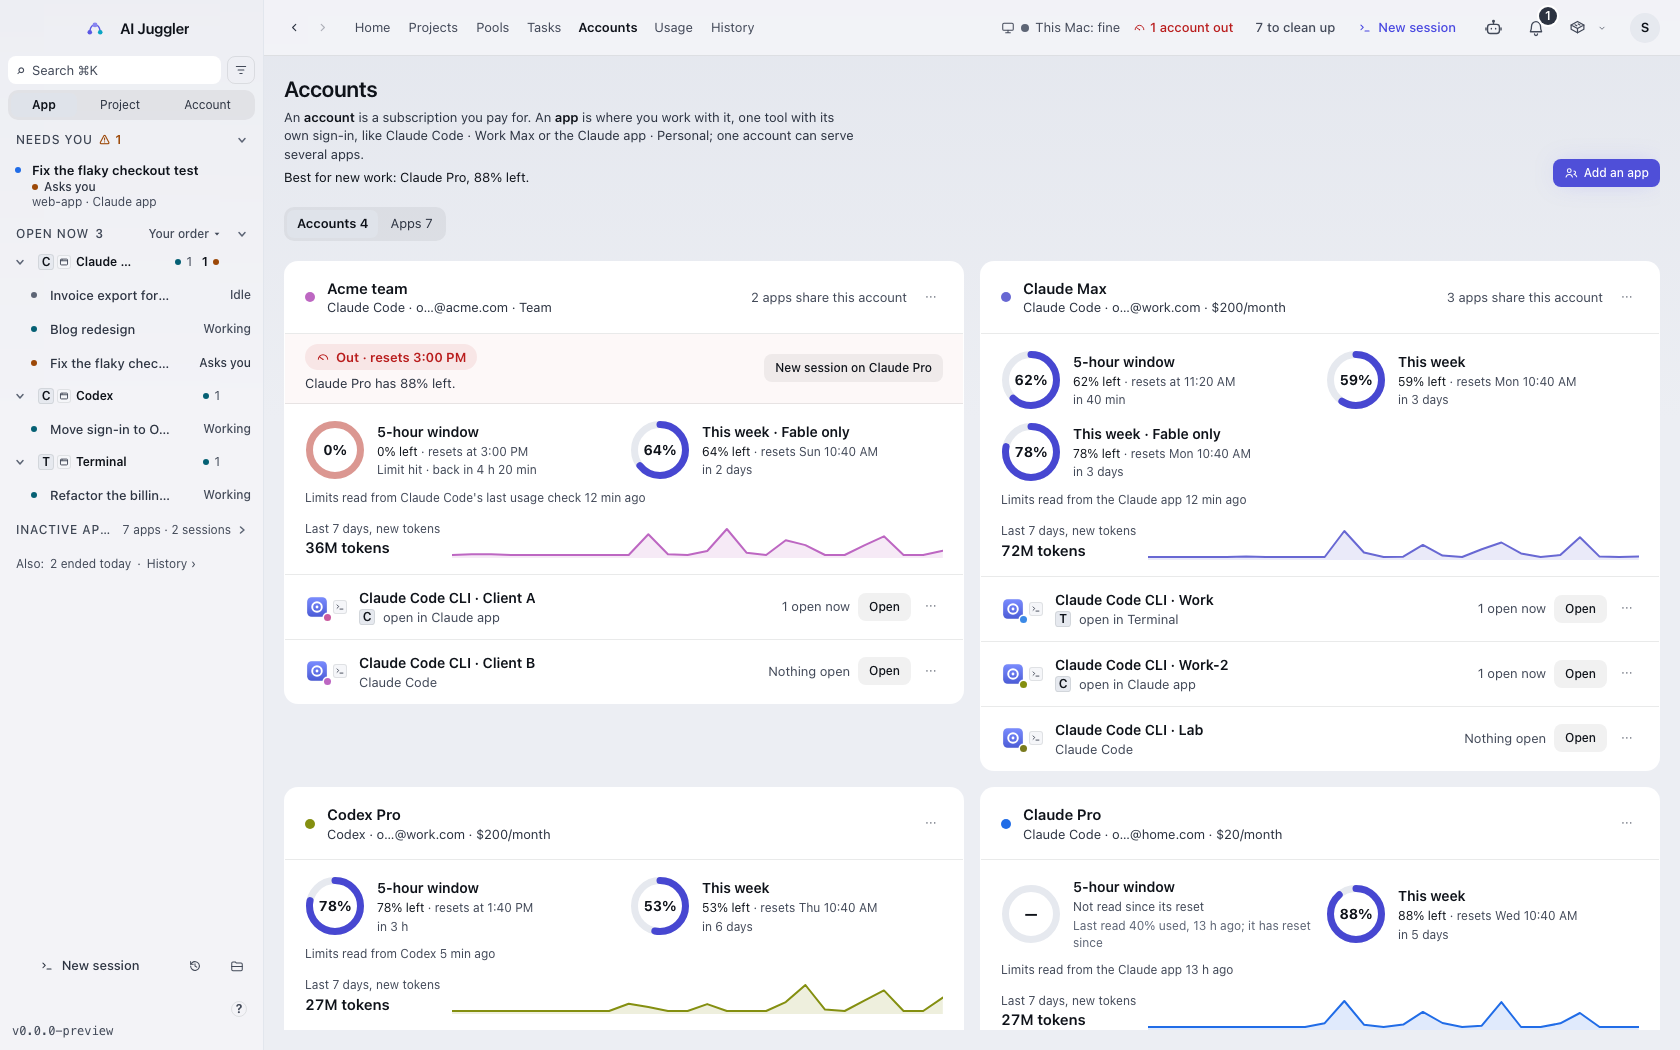 AI Juggler
Search ⌘K
App Project Account
NEEDS YOU 1
Fix the flaky checkout test
Asks you
web-app · Claude app
OPEN NOW 3 Your order
C Claude ... 1 1
Invoice export for... Idle
Blog redesign Working
Fix the flaky chec... Asks you
C Codex 1
Move sign-in to O... Working
T Terminal 1
Refactor the billin... Working
INACTIVE AP... 7 apps · 2 sessions
Also: 2 ended today · History ›
New session
?
v0.0.0-preview
Home Projects Pools Tasks Accounts Usage History
This Mac: fine 1 account out 7 to clean up New session 1 S
Accounts
An account is a subscription you pay for. An app is where you work with it, one tool with its
own sign-in, like Claude Code · Work Max or the Claude app · Personal; one account can serve
several apps.
Best for new work: Claude Pro, 88% left.
Add an app
Accounts 4 Apps 7
Acme team
Claude Code · o...@acme.com · Team
2 apps share this account
Out · resets 3:00 PM
Claude Pro has 88% left.
New session on Claude Pro
0%
5-hour window
0% left · resets at 3:00 PM
Limit hit · back in 4 h 20 min
64%
This week · Fable only
64% left · resets Sun 10:40 AM
in 2 days
Limits read from Claude Code's last usage check 12 min ago
Last 7 days, new tokens
36M tokens
Claude Code CLI · Client A
C open in Claude app
1 open now Open
Claude Code CLI · Client B
Claude Code
Nothing open Open
Claude Max
Claude Code · o...@work.com · $200/month
3 apps share this account
62%
5-hour window
62% left · resets at 11:20 AM
in 40 min
59%
This week
59% left · resets Mon 10:40 AM
in 3 days
78%
This week · Fable only
78% left · resets Mon 10:40 AM
in 3 days
Limits read from the Claude app 12 min ago
Last 7 days, new tokens
72M tokens
Claude Code CLI · Work
T open in Terminal
1 open now Open
Claude Code CLI · Work-2
C open in Claude app
1 open now Open
Claude Code CLI · Lab
Claude Code
Nothing open Open
Codex Pro
Codex · o...@work.com · $200/month
78%
5-hour window
78% left · resets at 1:40 PM
in 3 h
53%
This week
53% left · resets Thu 10:40 AM
in 6 days
Limits read from Codex 5 min ago
Last 7 days, new tokens
27M tokens
Claude Pro
Claude Code · o...@home.com · $20/month
–
5-hour window
Not read since its reset
Last read 40% used, 13 h ago; it has reset
since
88%
This week
88% left · resets Wed 10:40 AM
in 5 days
Limits read from the Claude app 13 h ago
Last 7 days, new tokens
27M tokens